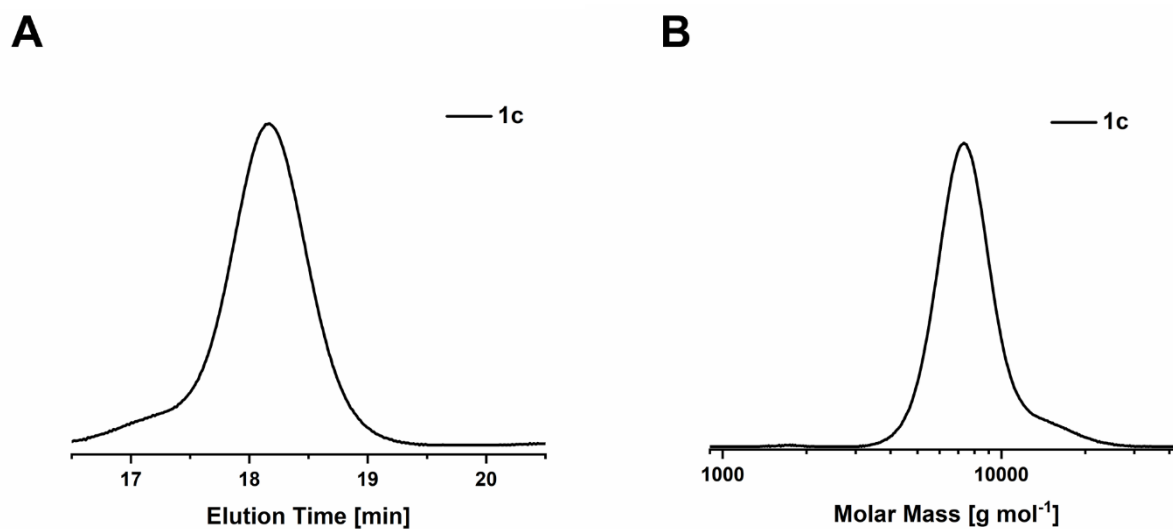 A
B
1c
1c
17 18 19 20
1000 10000
Elution Time [min]
Molar Mass [g mol⁻¹]